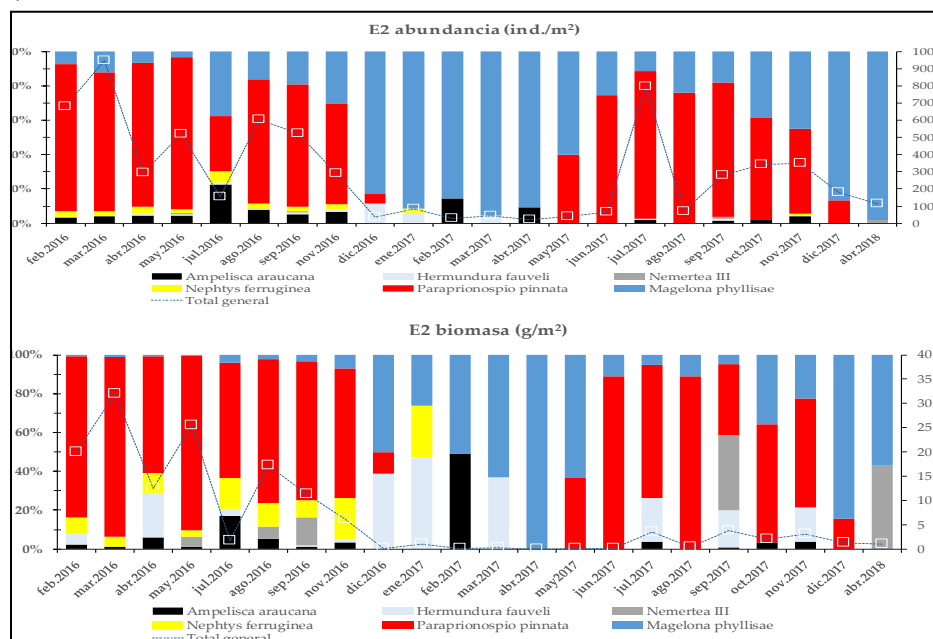 E2 abundancia (ind./m²)
0% 1000
900
0% 800
700
0% 600
500
0% 400
300
0% 200
100
0% 0
feb.2016 mar.2016 abr.2016 may.2016 jul.2016 ago.2016 sep.2016 nov.2016 dic.2016 ene.2017 feb.2017 mar.2017 abr.2017 may.2017 jun.2017 jul.2017 ago.2017 sep.2017 oct.2017 nov.2017 dic.2017 abr.2018
Ampelisca araucana Hermundura fauveli Nemertea III
Nephtys ferruginea Paraprionospio pinnata Magelona phyllisae
Total general
E2 biomasa (g/m²)
100% 40
35
80% 30
60% 25
20
40% 15
20% 10
5
0% 0
feb.2016 mar.2016 abr.2016 may.2016 jul.2016 ago.2016 sep.2016 nov.2016 dic.2016 ene.2017 feb.2017 mar.2017 abr.2017 may.2017 jun.2017 jul.2017 ago.2017 sep.2017 oct.2017 nov.2017 dic.2017 abr.2018
Ampelisca araucana Hermundura fauveli Nemertea III
Nephtys ferruginea Paraprionospio pinnata Magelona phyllisae
Total general